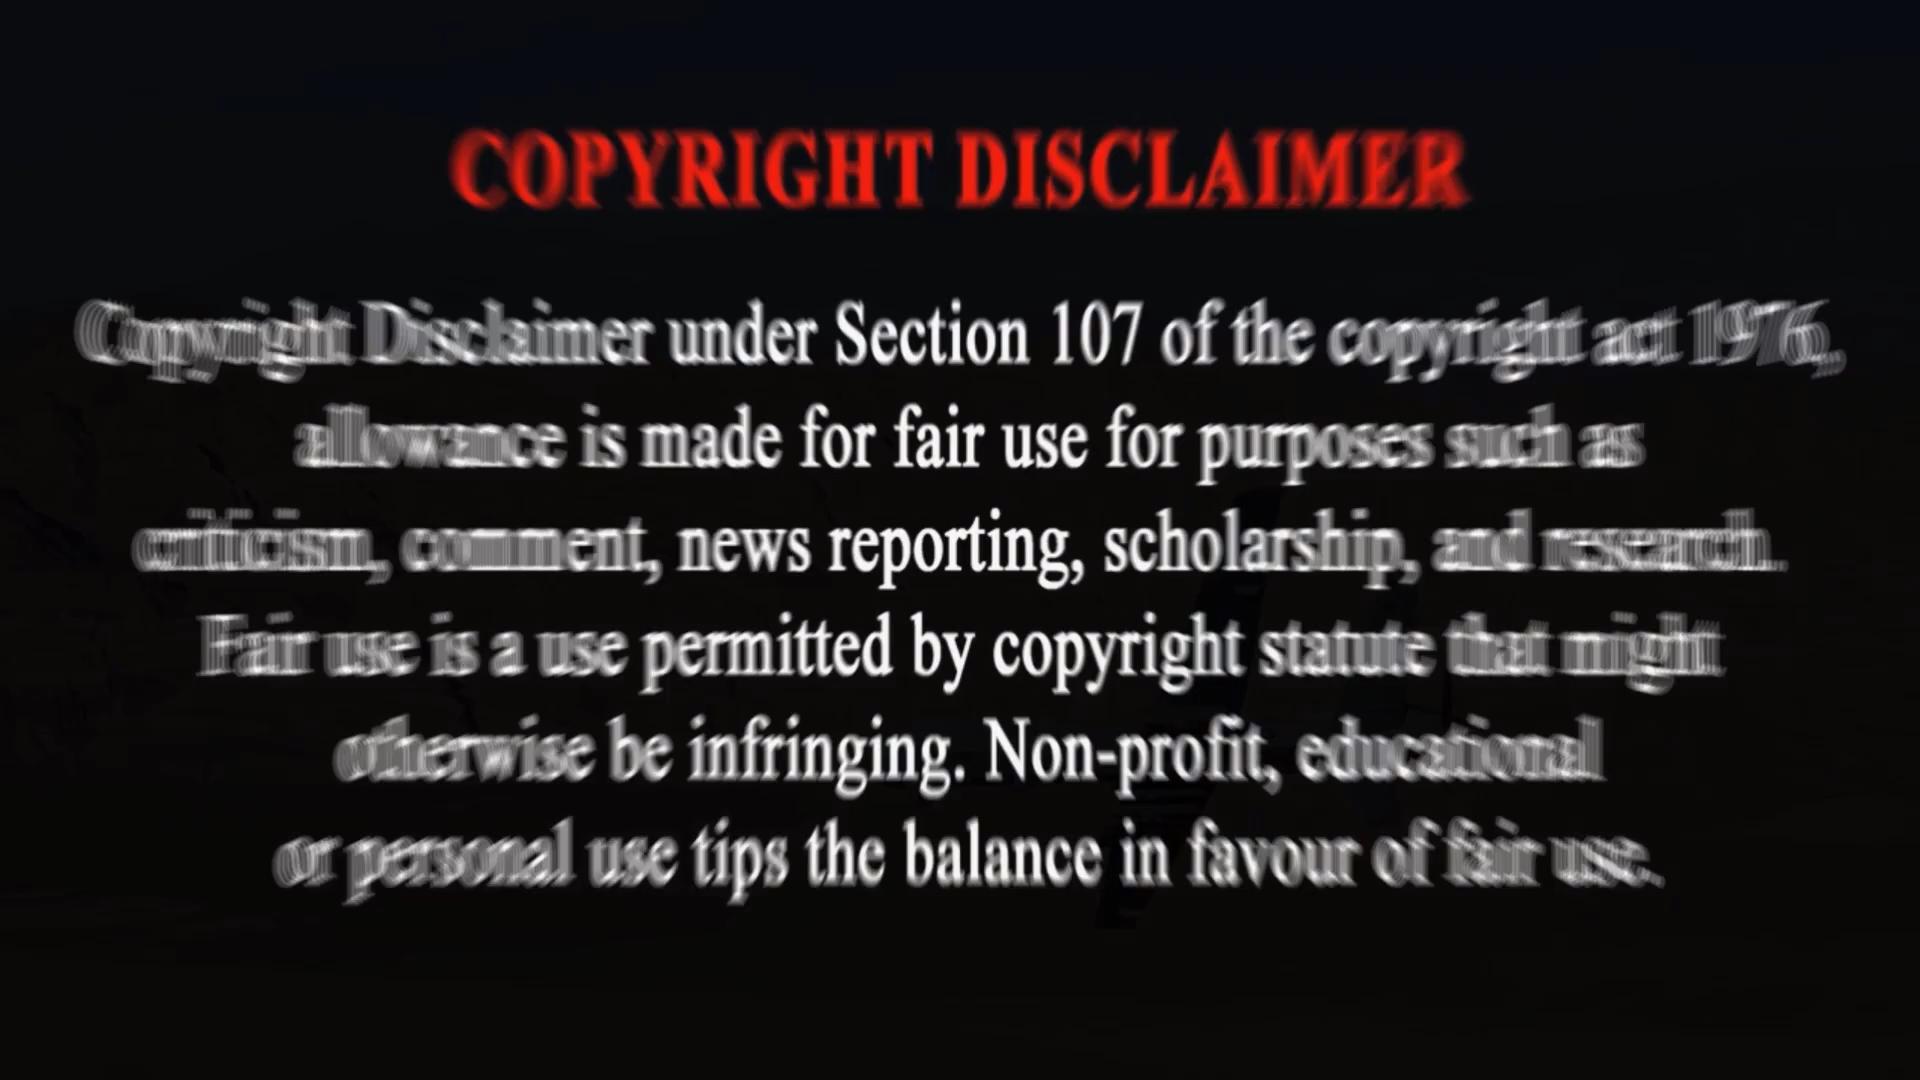 COPYRIGHT DISCLAIMER
Copyright Disclaimer under Section 107 of the copyright act 1976,
allowance is made for fair use for purposes such as
criticism, comment, news reporting, scholarship, and research.
Fair use is a use permitted by copyright statute that might
otherwise be infringing. Non-profit, educational
or personal use tips the balance in favour of fair use.